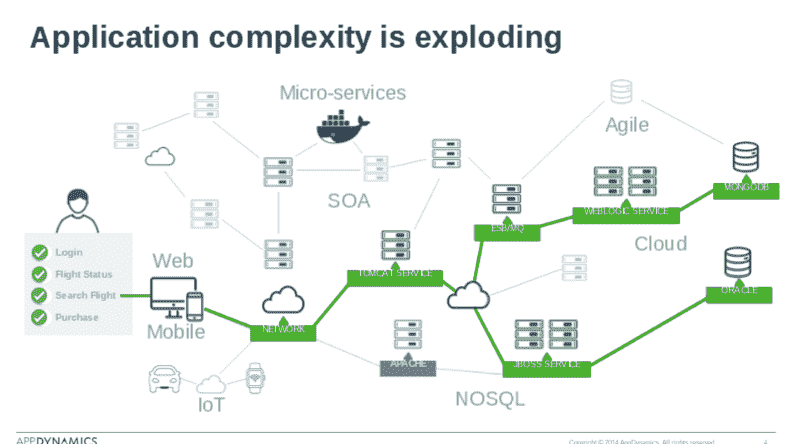 Application complexity is exploding
Micro-services
Agile
MONGODB
SOA
WEBLOGIC SERVICE
ESB/MQ
Cloud
Login
Flight Status
Search Flight
Purchase
Web
Mobile
TOMCAT SERVICE
ORACLE
NETWORK
APACHE
JBOSS SERVICE
IoT
NOSQL
APPDYNAMICS
Copyright © 2014 AppDynamics. All rights reserved.
4